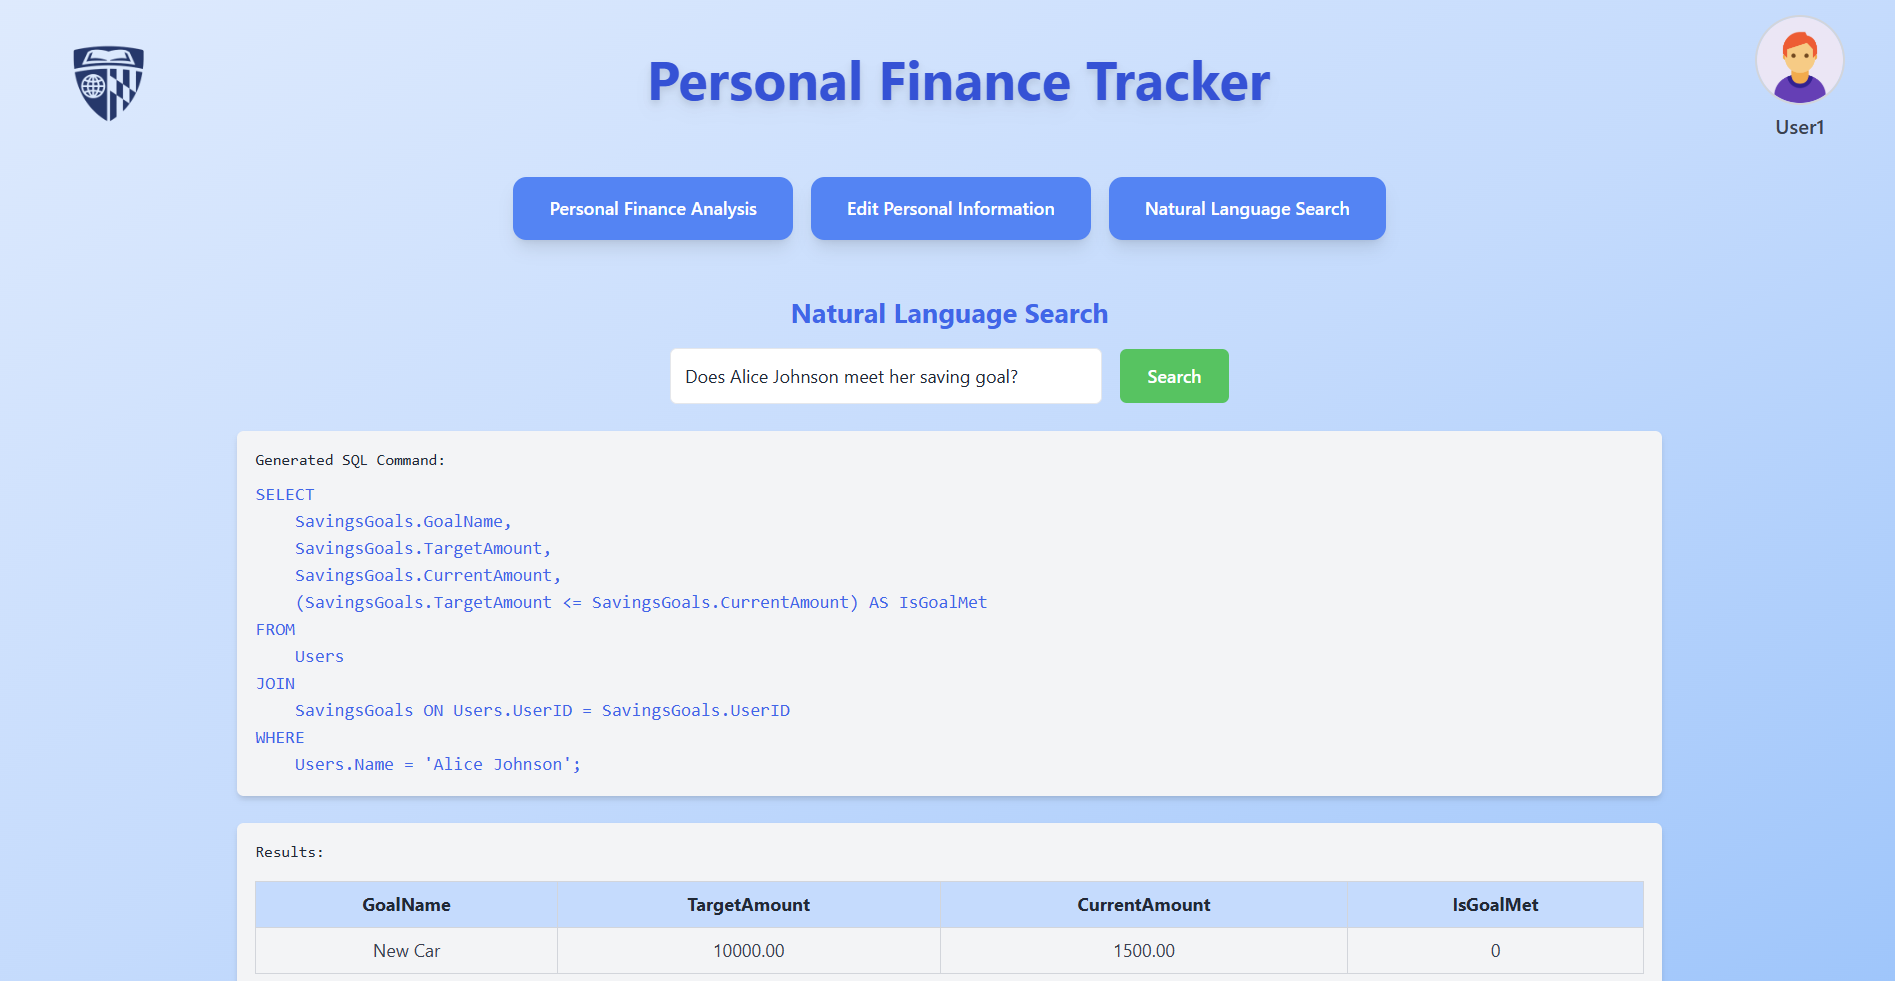 Personal Finance Tracker
User1
Personal Finance Analysis
Edit Personal Information
Natural Language Search
Natural Language Search
Does Alice Johnson meet her saving goal?
Search
Generated SQL Command:
SELECT
    SavingsGoals.GoalName,
    SavingsGoals.TargetAmount,
    SavingsGoals.CurrentAmount,
    (SavingsGoals.TargetAmount <= SavingsGoals.CurrentAmount) AS IsGoalMet
FROM
    Users
JOIN
    SavingsGoals ON Users.UserID = SavingsGoals.UserID
WHERE
    Users.Name = 'Alice Johnson';
Results:
GoalName TargetAmount CurrentAmount IsGoalMet
New Car 10000.00 1500.00 0